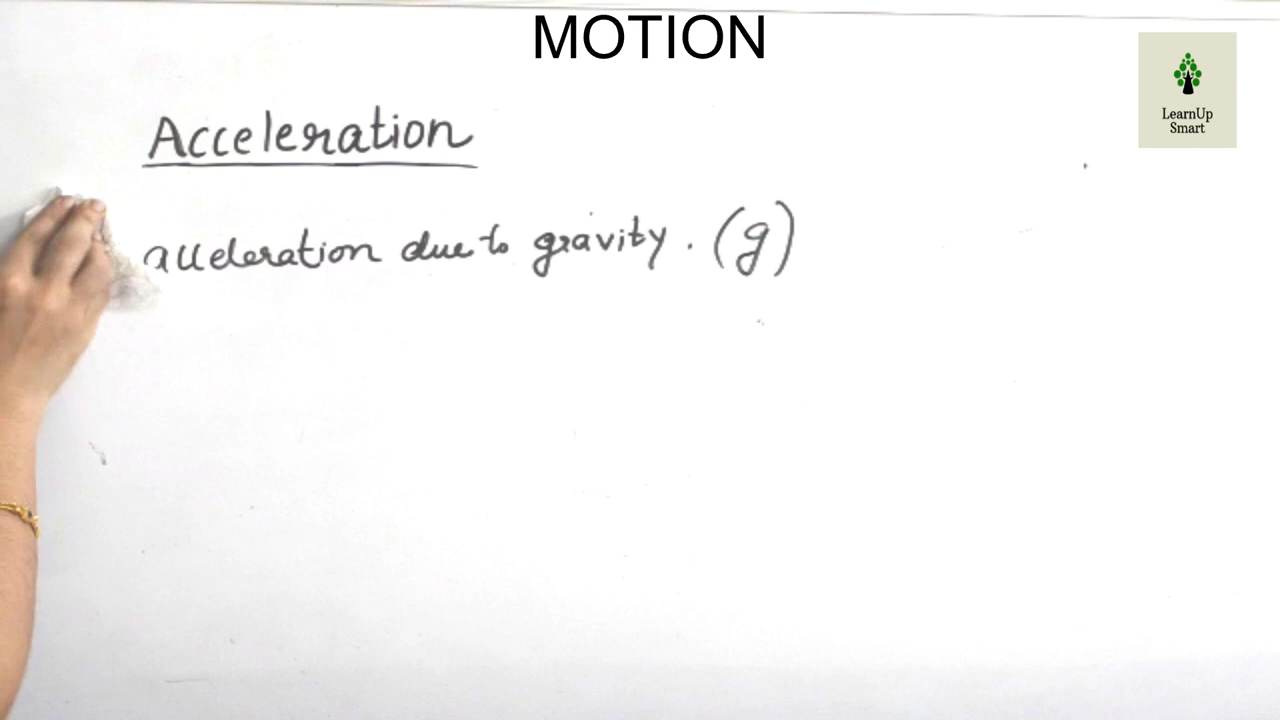 MOTION
LearnUp
Smart
Acceleration
acceleration due to gravity. (g)